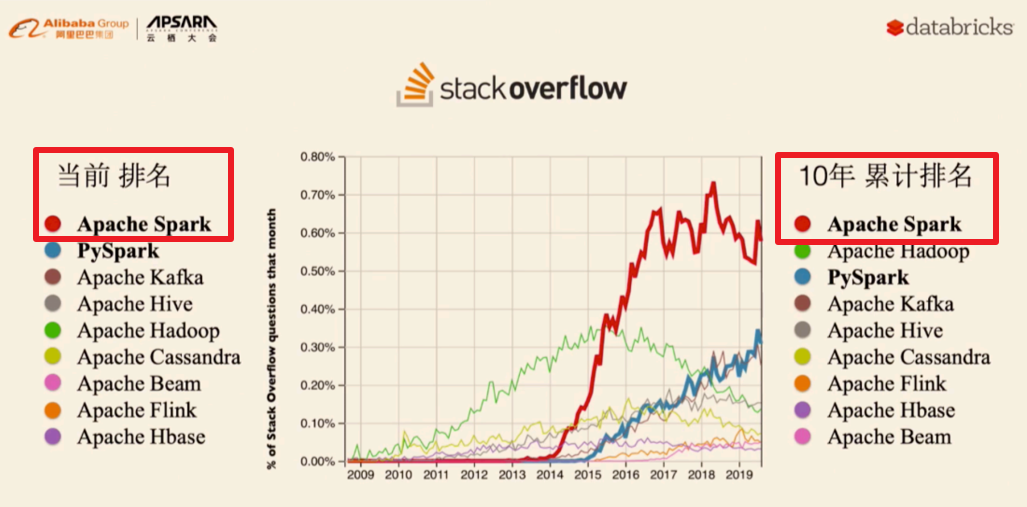 Alibaba Group
阿里巴巴集团
APSARA
云栖大会
databricks
stackoverflow
当前 排名
Apache Spark
PySpark
Apache Kafka
Apache Hive
Apache Hadoop
Apache Cassandra
Apache Beam
Apache Flink
Apache Hbase
% of Stack Overflow questions that month
0.80%
0.70%
0.60%
0.50%
0.40%
0.30%
0.20%
0.10%
0.00%
2009 2010 2011 2012 2013 2014 2015 2016 2017 2018 2019
10年 累计排名
Apache Spark
Apache Hadoop
PySpark
Apache Kafka
Apache Hive
Apache Cassandra
Apache Flink
Apache Hbase
Apache Beam